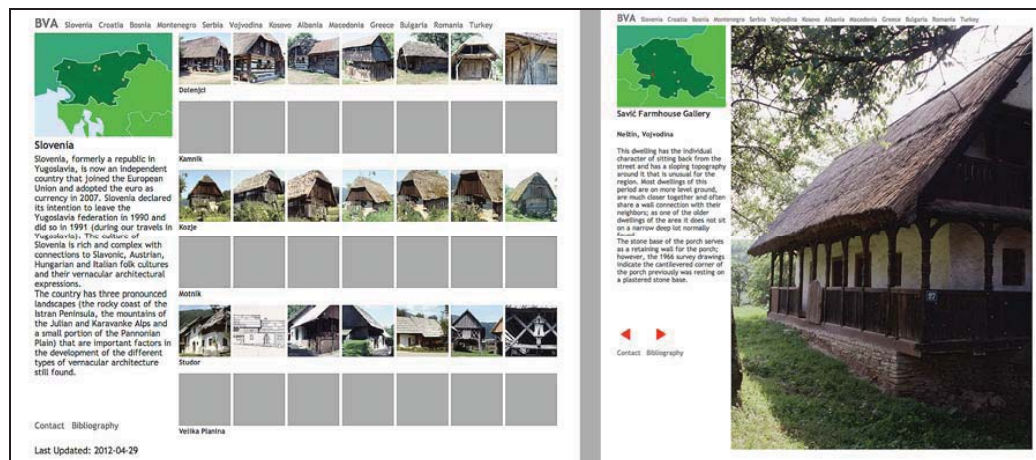 BVA Slovenia Croatia Bosnia Montenegro Serbia Vojvodina Kosovo Albania Macedonia Greece Bulgaria Romania Turkey
Dolenjci
Kamnik
Kozje
Motnik
Studor
Velika Planina
Slovenia
Slovenia, formerly a republic in
Yugoslavia, is now an independent
country that joined the European
Union and adopted the euro as
currency in 2007. Slovenia declared
its intention to leave the
Yugoslavia federation in 1990 and
did so in 1991 (during our travels in
Yugoslavia). The culture of
Slovenia is rich and complex with
connections to Slavonic, Austrian,
Hungarian and Italian folk cultures
and their vernacular architectural
expressions.
The country has three pronounced
landscapes (the rocky coast of the
Istran Peninsula, the mountains of
the Julian and Karavanke Alps and
a small portion of the Pannonian
Plain) that are important factors in
the development of the different
types of vernacular architecture
still found.
Contact Bibliography
Last Updated: 2012-04-29
BVA Slovenia Croatia Bosnia Montenegro Serbia Vojvodina Kosovo Albania Macedonia Greece Bulgaria Romania Turkey
Savić Farmhouse Gallery
Neštin, Vojvodina
This dwelling has the individual
character of sitting back from the
street and has a sloping topography
around it that is unusual for the
region. Most dwellings of this
period are on more level ground,
are much closer together and often
share a wall connection with their
neighbors; as one of the older
dwellings of the area it does not sit
on a narrow deep lot normally
found.
The stone base of the porch serves
as a retaining wall for the porch;
however, the 1966 survey drawings
indicate the cantilevered corner of
the porch previously was resting on
a plastered stone base.
Contact Bibliography